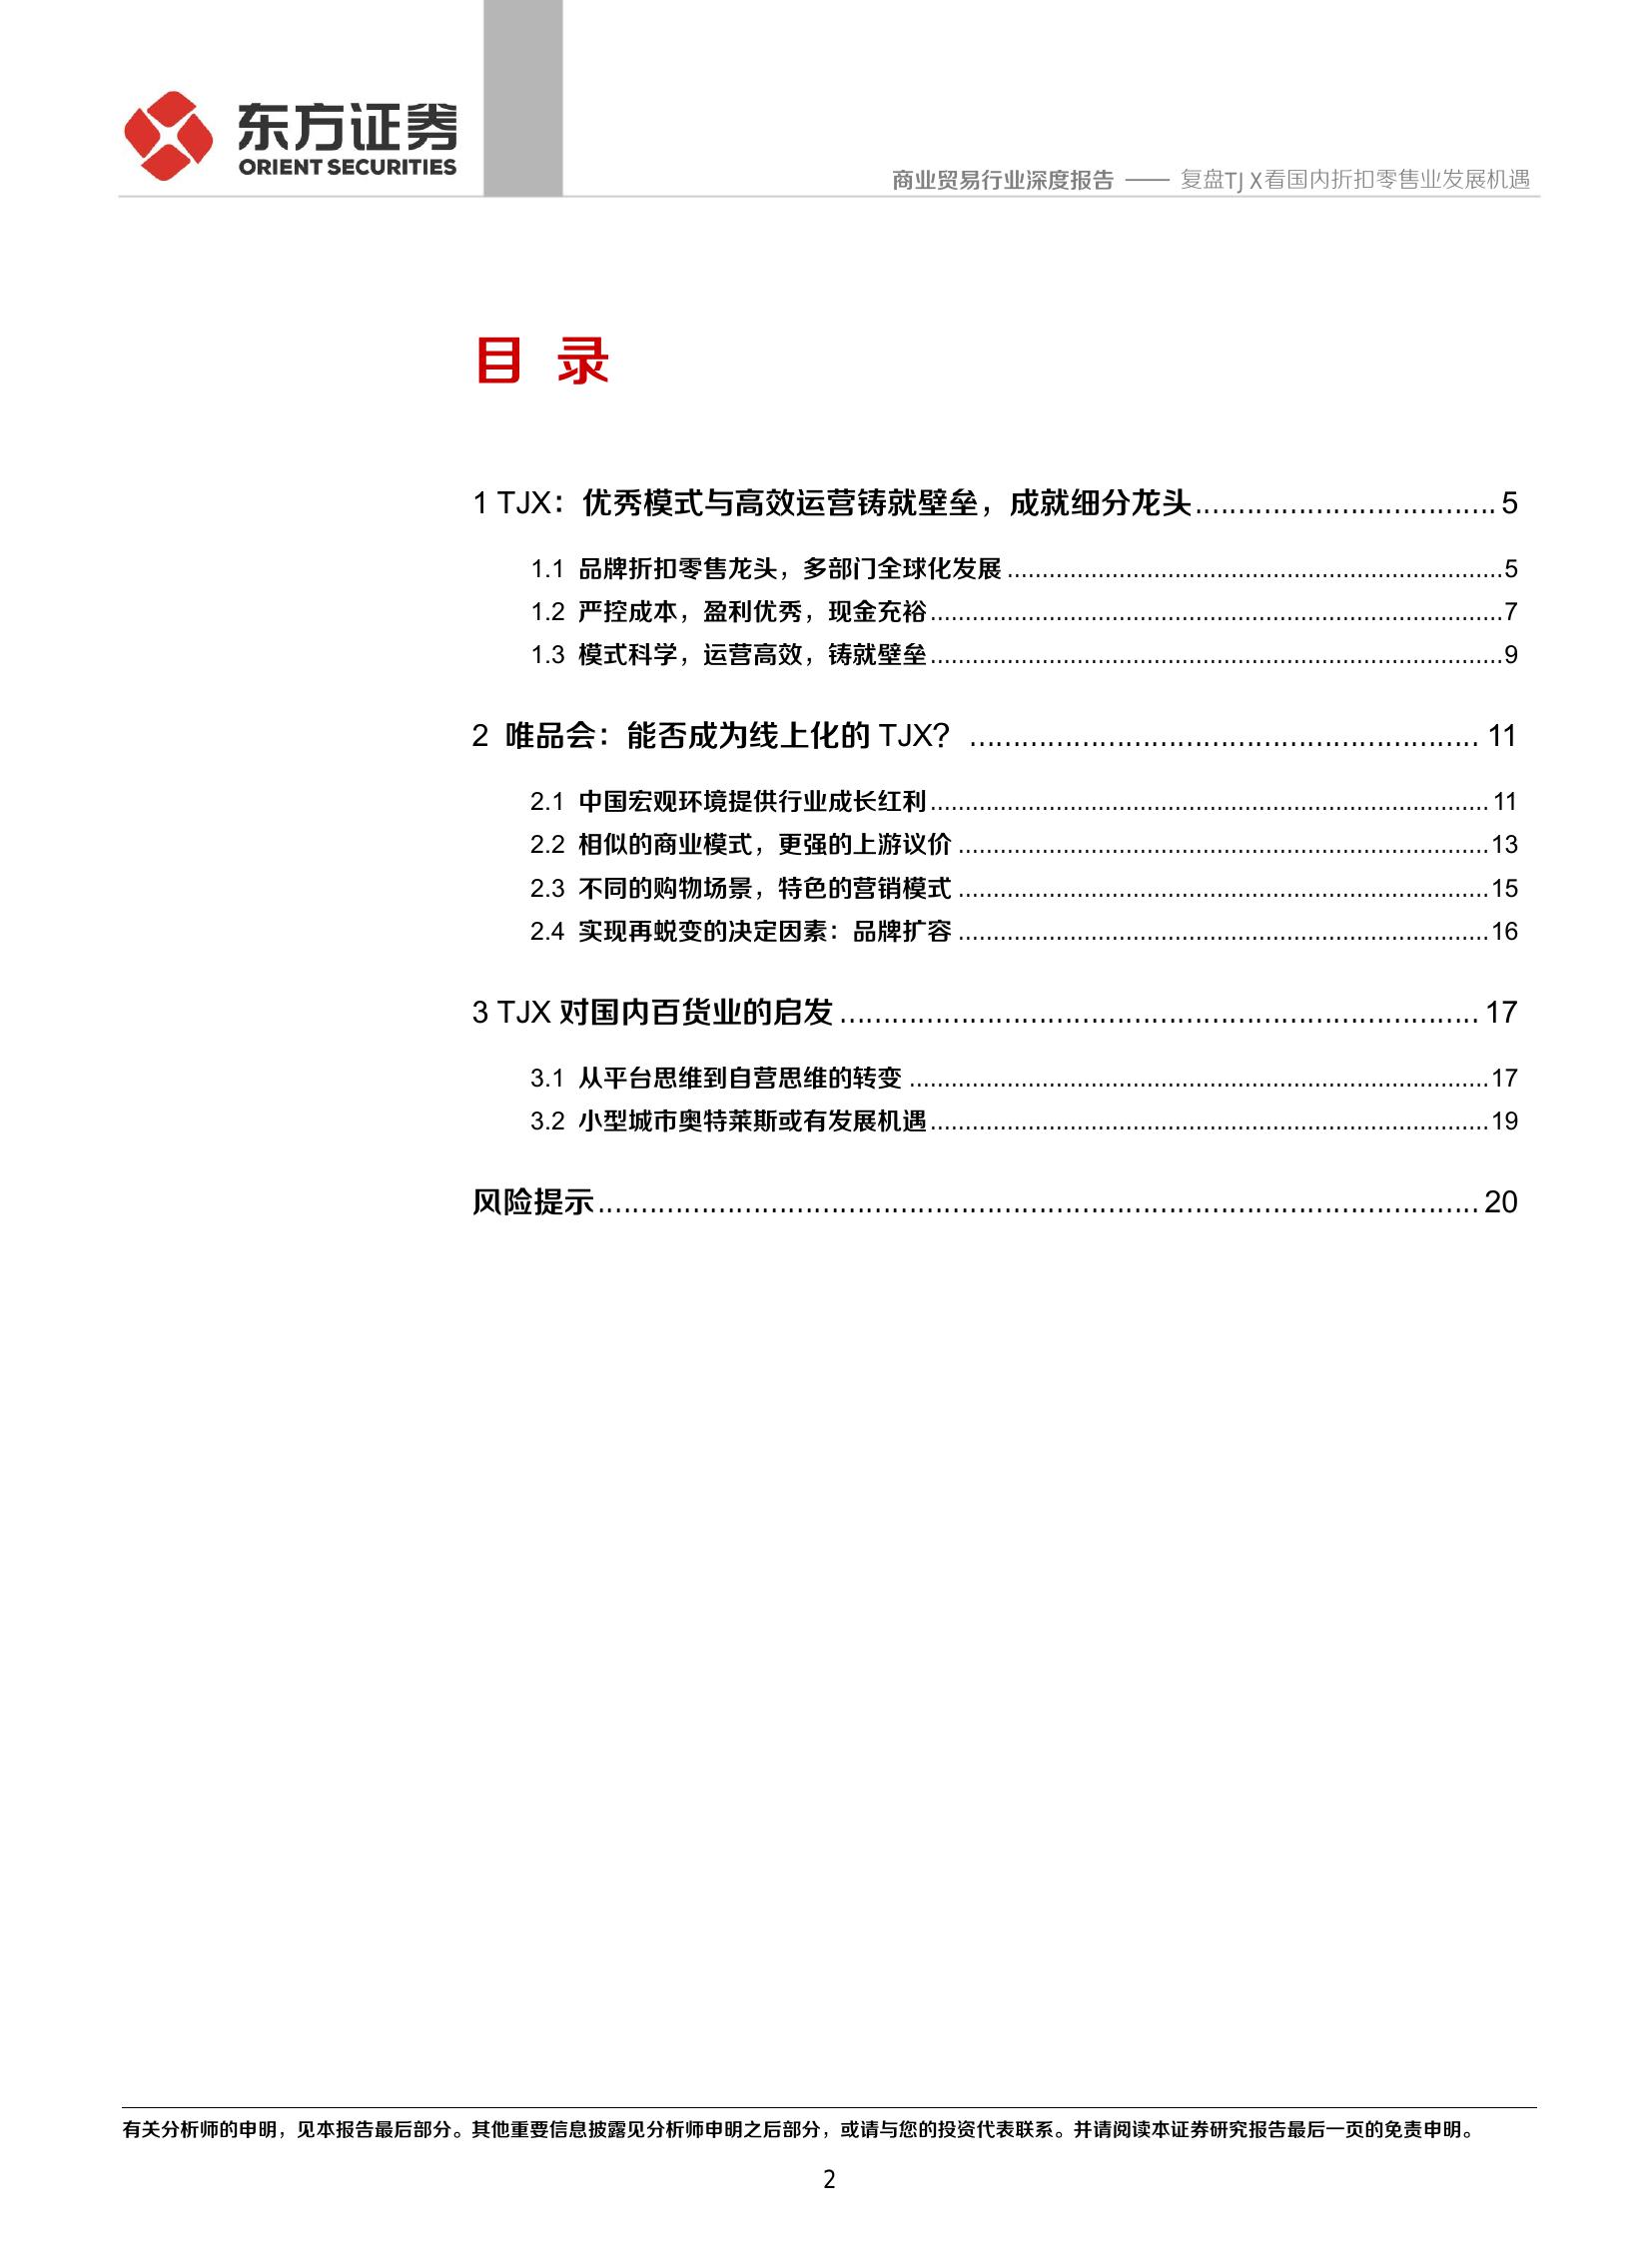 东方证券
ORIENT SECURITIES
商业贸易行业深度报告 —— 复盘TJX看国内折扣零售业发展机遇
目 录
1 TJX：优秀模式与高效运营铸就壁垒，成就细分龙头.................................. 5
1.1 品牌折扣零售龙头，多部门全球化发展.......................................................................5
1.2 严控成本，盈利优秀，现金充裕..................................................................................7
1.3 模式科学，运营高效，铸就壁垒..................................................................................9
2 唯品会：能否成为线上化的 TJX？ ......................................................... 11
2.1 中国宏观环境提供行业成长红利................................................................................11
2.2 相似的商业模式，更强的上游议价............................................................................13
2.3 不同的购物场景，特色的营销模式............................................................................15
2.4 实现再蜕变的决定因素：品牌扩容............................................................................16
3 TJX 对国内百货业的启发........................................................................ 17
3.1 从平台思维到自营思维的转变...................................................................................17
3.2 小型城市奥特莱斯或有发展机遇................................................................................19
风险提示.................................................................................................... 20
有关分析师的申明，见本报告最后部分。其他重要信息披露见分析师申明之后部分，或请与您的投资代表联系。并请阅读本证券研究报告最后一页的免责申明。
2